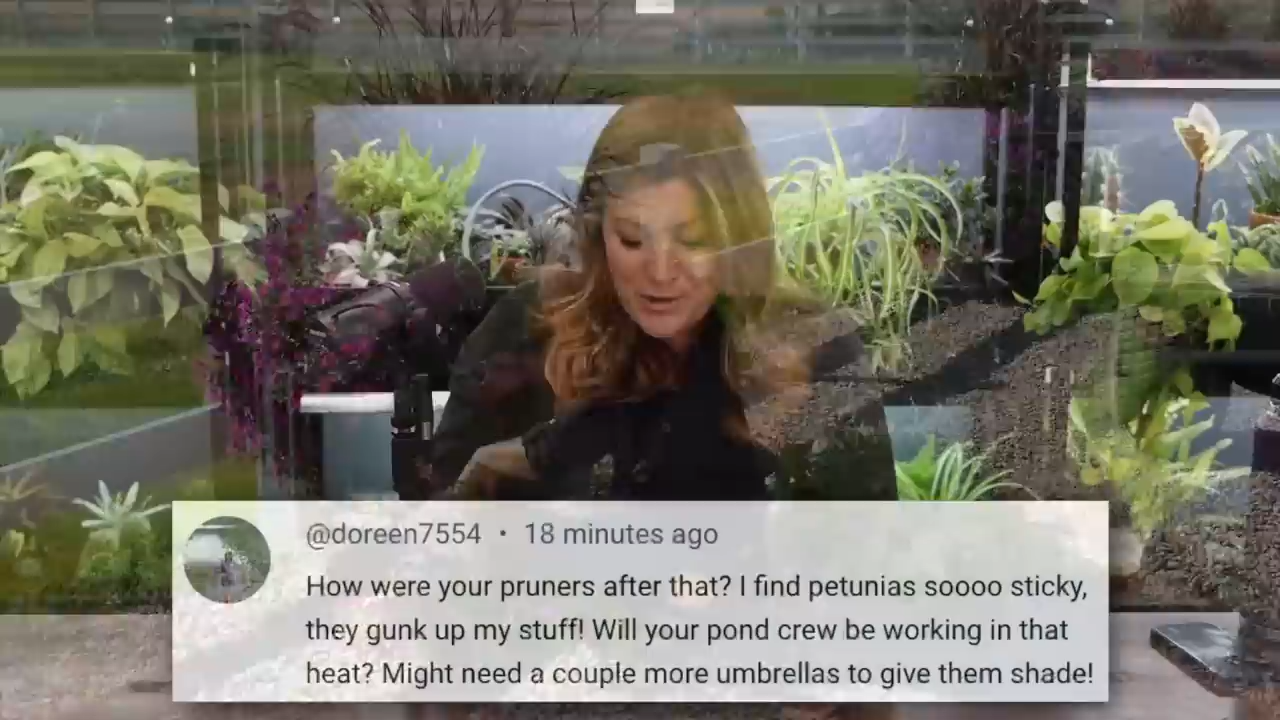 @doreen7554 • 18 minutes ago
How were your pruners after that? I find petunias soooo sticky,
they gunk up my stuff! Will your pond crew be working in that
heat? Might need a couple more umbrellas to give them shade!